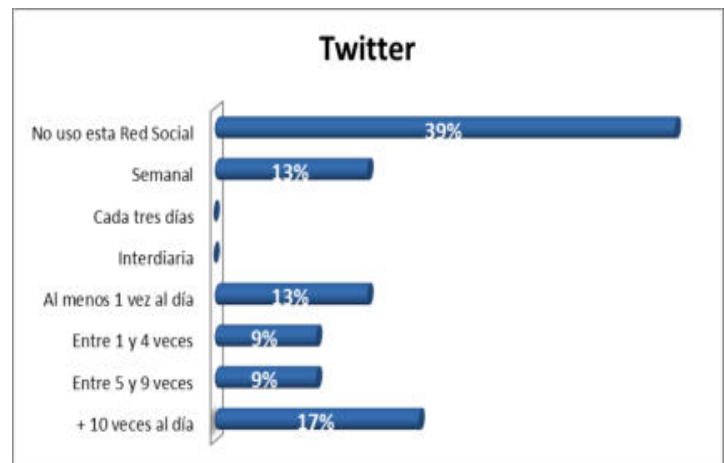 Twitter
No uso esta Red Social 39%
Semanal 13%
Cada tres días
Interdiaria
Al menos 1 vez al día 13%
Entre 1 y 4 veces 9%
Entre 5 y 9 veces 9%
+ 10 veces al día 17%